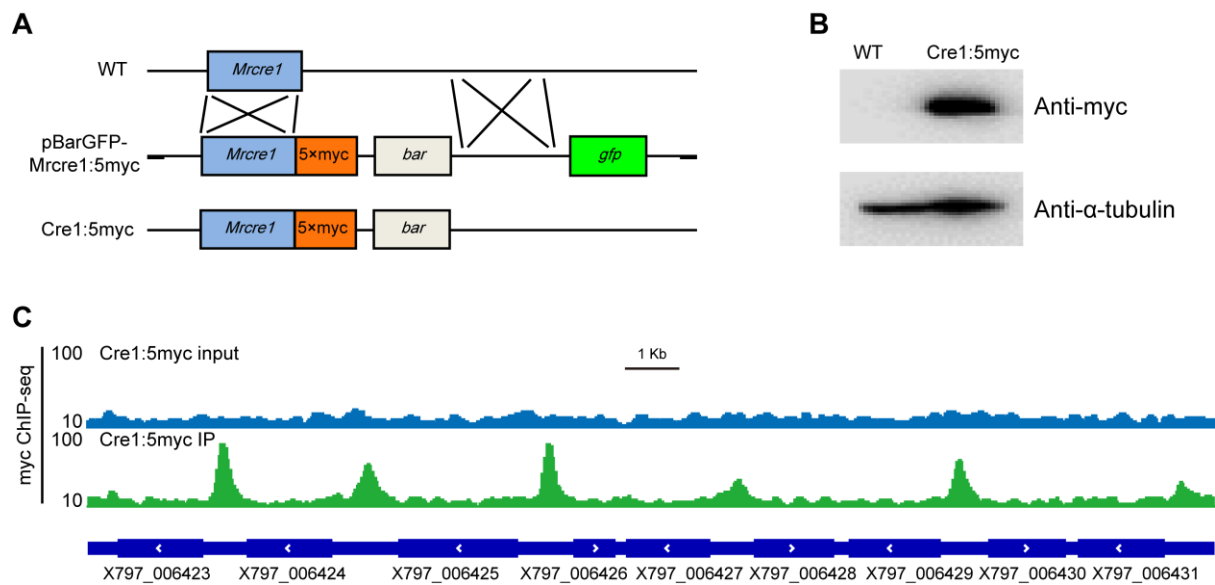 A
WT
Mrcre1
pBarGFP-
Mrcre1:5myc
Mrcre1
5×myc
bar
gfp
Cre1:5myc
Mrcre1
5×myc
bar
B
WT
Cre1:5myc
Anti-myc
Anti-α-tubulin
C
myc ChIP-seq
100
Cre1:5myc input
1 Kb
10
100
Cre1:5myc IP
10
X797_006423
X797_006424
X797_006425
X797_006426
X797_006427
X797_006428
X797_006429
X797_006430
X797_006431